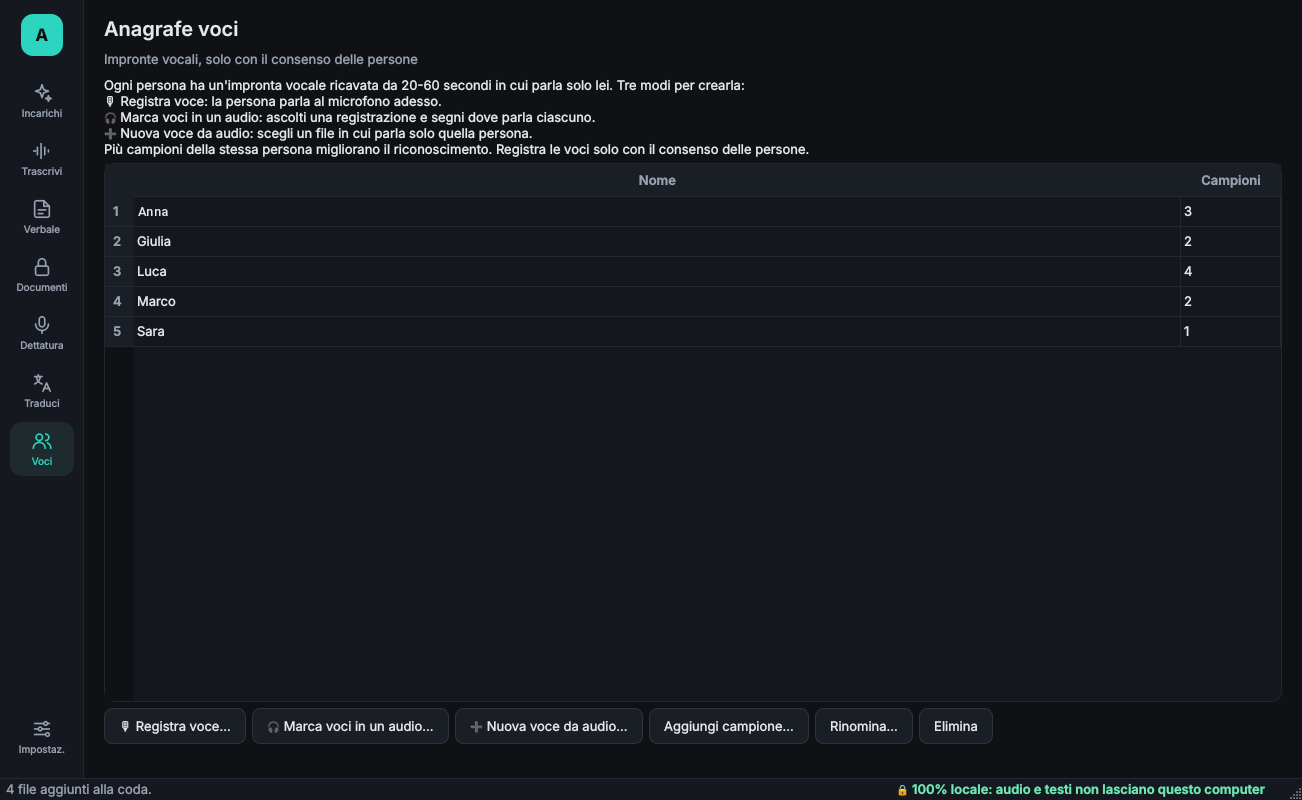 A
Anagrafe voci
Impronte vocali, solo con il consenso delle persone
Ogni persona ha un'impronta vocale ricavata da 20-60 secondi in cui parla solo lei. Tre modi per crearla:
🎙 Registra voce: la persona parla al microfono adesso.
🎧 Marca voci in un audio: ascolti una registrazione e segni dove parla ciascuno.
➕ Nuova voce da audio: scegli un file in cui parla solo quella persona.
Più campioni della stessa persona migliorano il riconoscimento. Registra le voci solo con il consenso delle persone.
Incarichi
Trascrivi
Verbale
Documenti
Dettatura
Traduci
Voci
Impostaz.
Nome Campioni
1 Anna 3
2 Giulia 2
3 Luca 4
4 Marco 2
5 Sara 1
🎙 Registra voce... 🎧 Marca voci in un audio... ➕ Nuova voce da audio... Aggiungi campione... Rinomina... Elimina
4 file aggiunti alla coda. 🔒 100% locale: audio e testi non lasciano questo computer